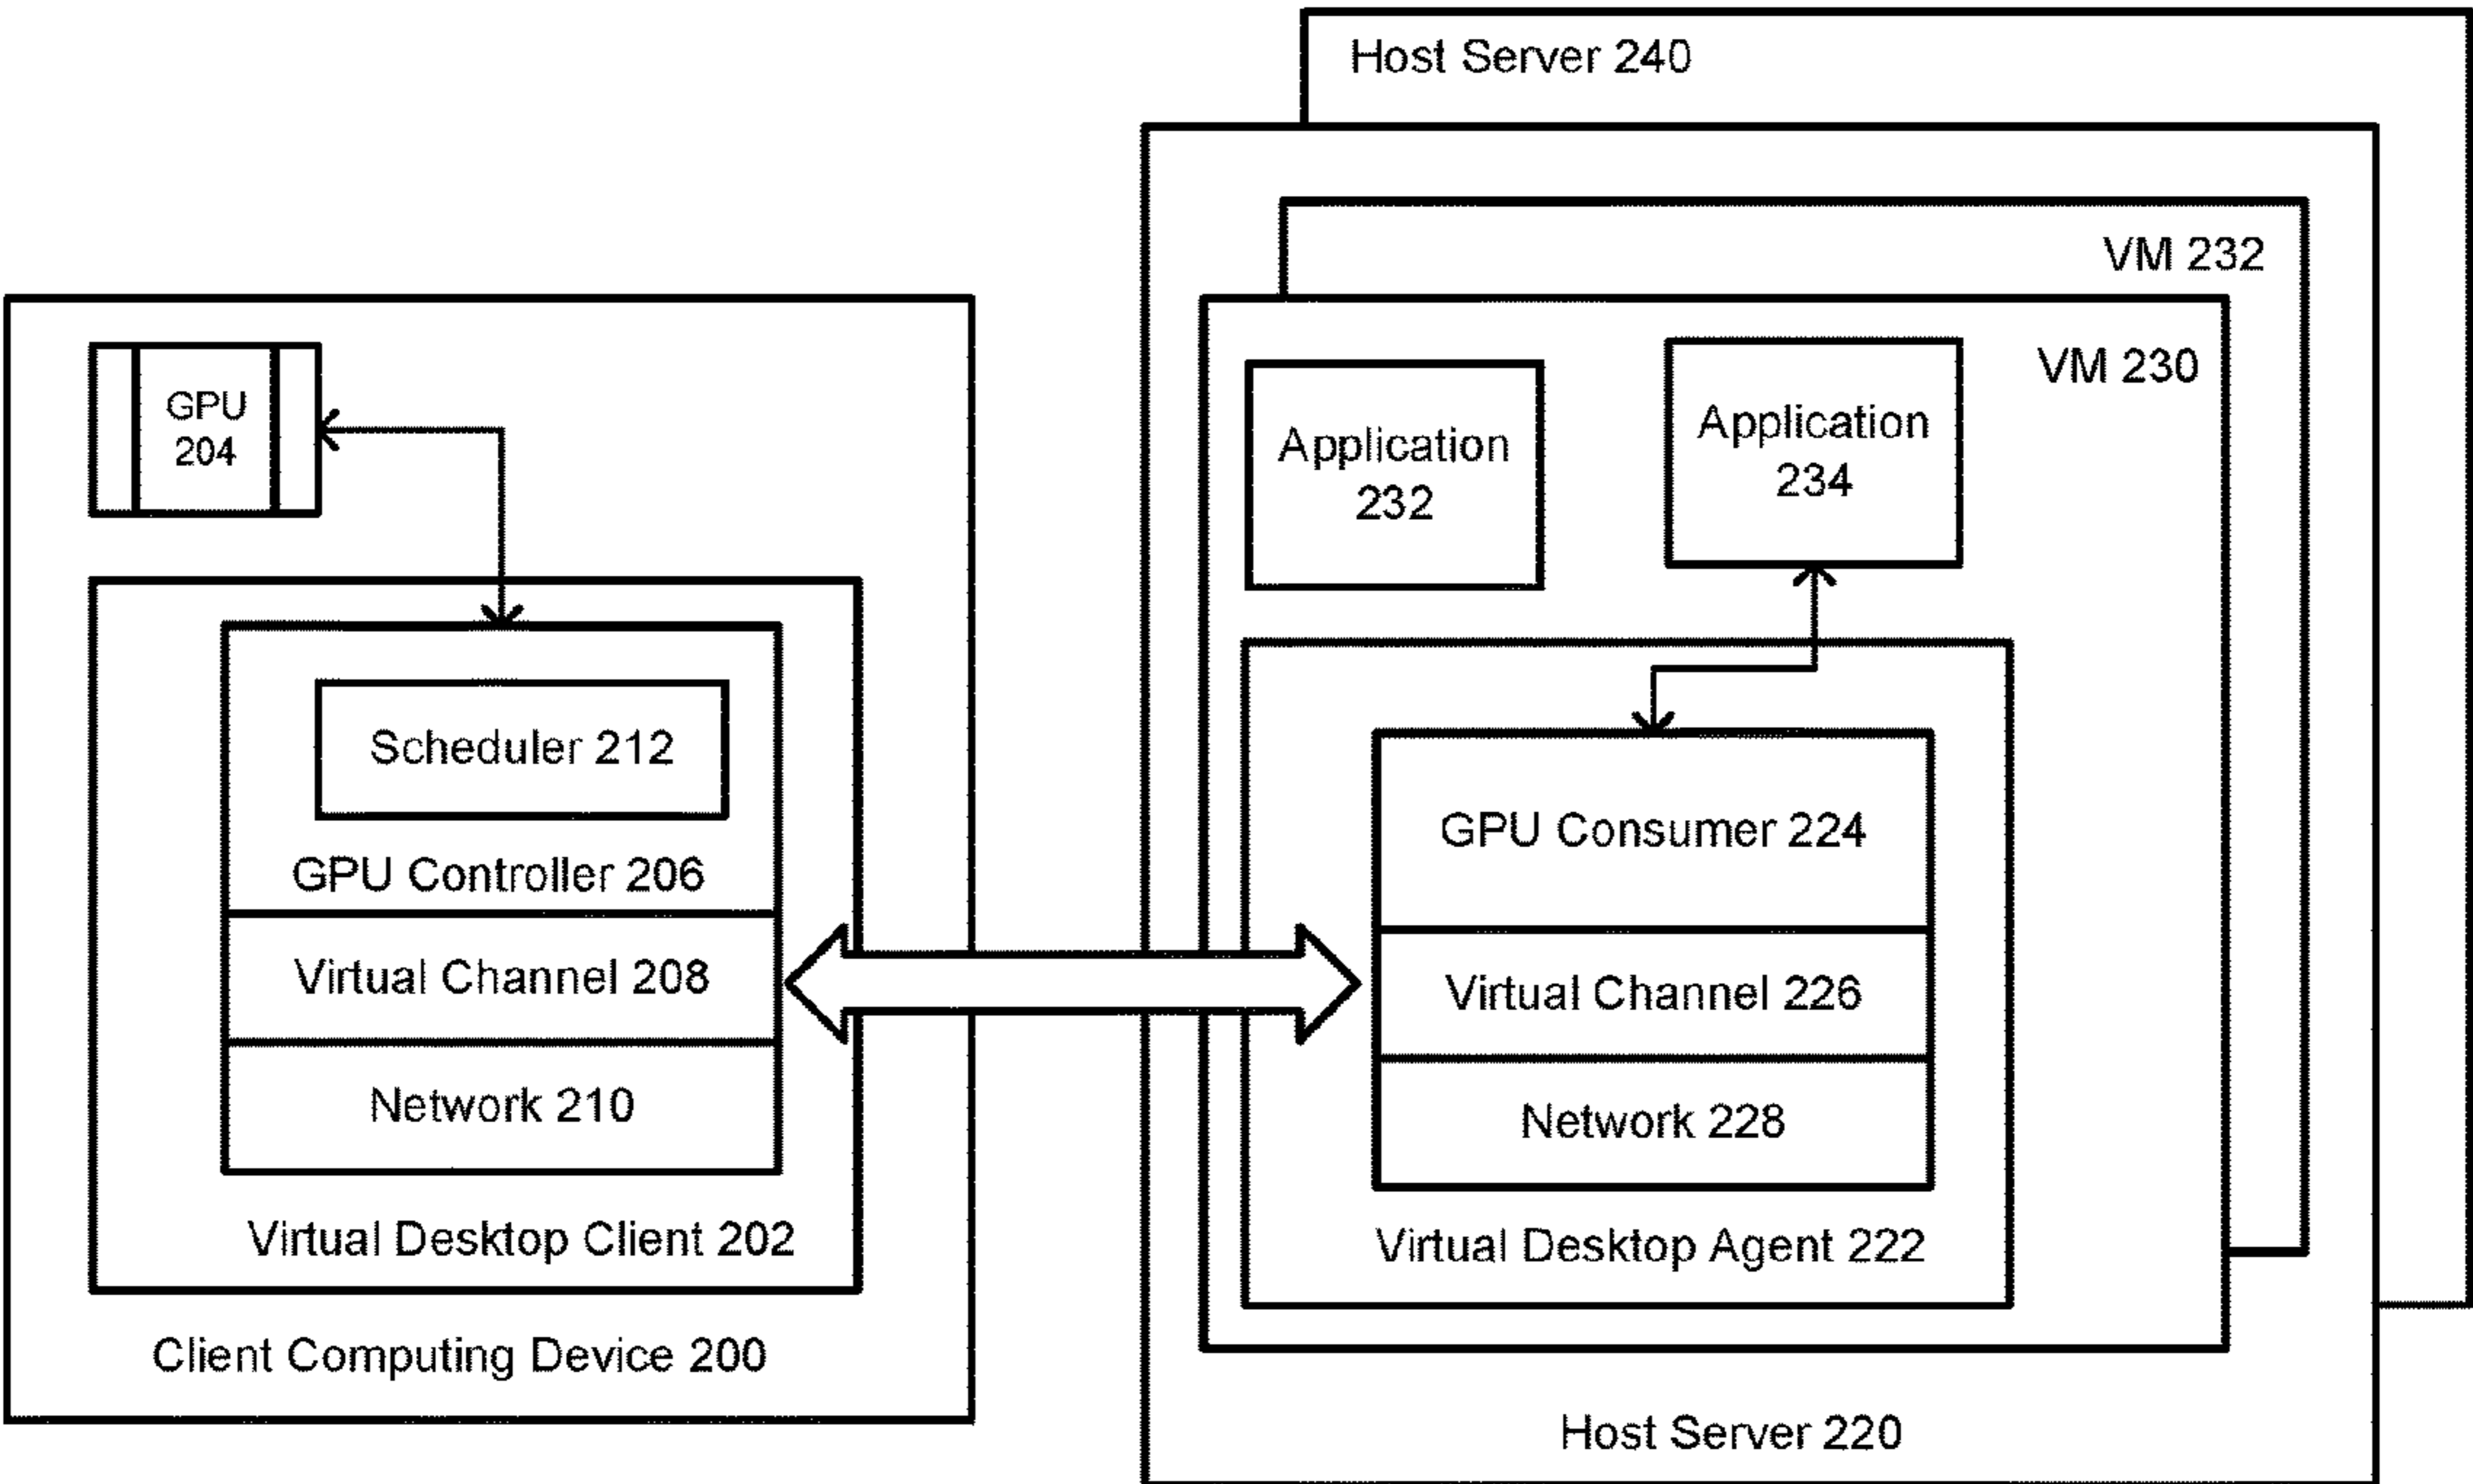 Host Server 240
VM 232
VM 230
GPU
204
Application
232
Application
234
Scheduler 212
GPU Controller 206
Virtual Channel 208
Network 210
Virtual Desktop Client 202
Client Computing Device 200
GPU Consumer 224
Virtual Channel 226
Network 228
Virtual Desktop Agent 222
Host Server 220